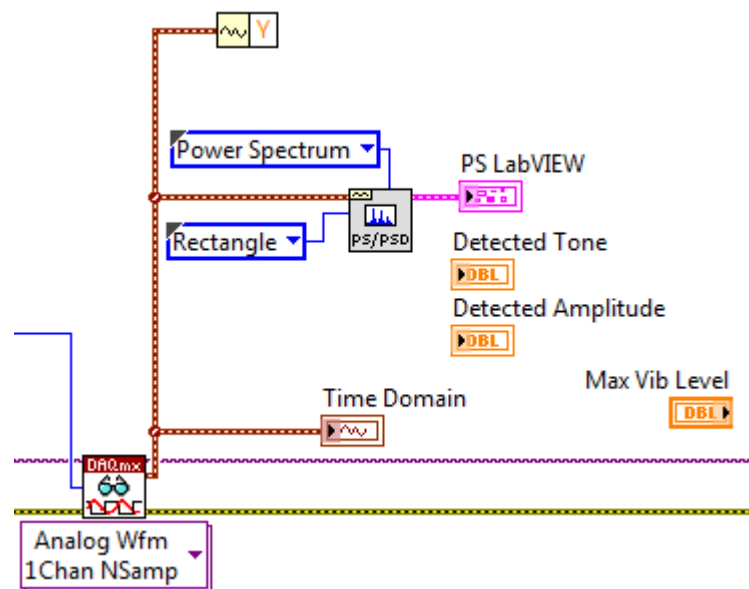 Y
Power Spectrum
PS LabVIEW
PS/PSD
Rectangle
Detected Tone
DBL
Detected Amplitude
DBL
Max Vib Level
DBL
Time Domain
DAQmx
Analog Wfm
1Chan NSamp